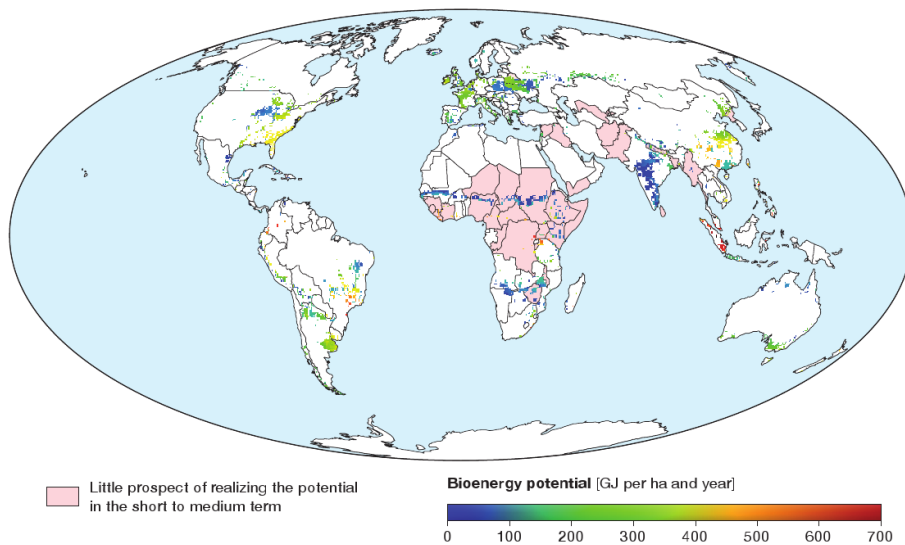 Little prospect of realizing the potential
in the short to medium term
Bioenergy potential [GJ per ha and year]
0 100 200 300 400 500 600 700